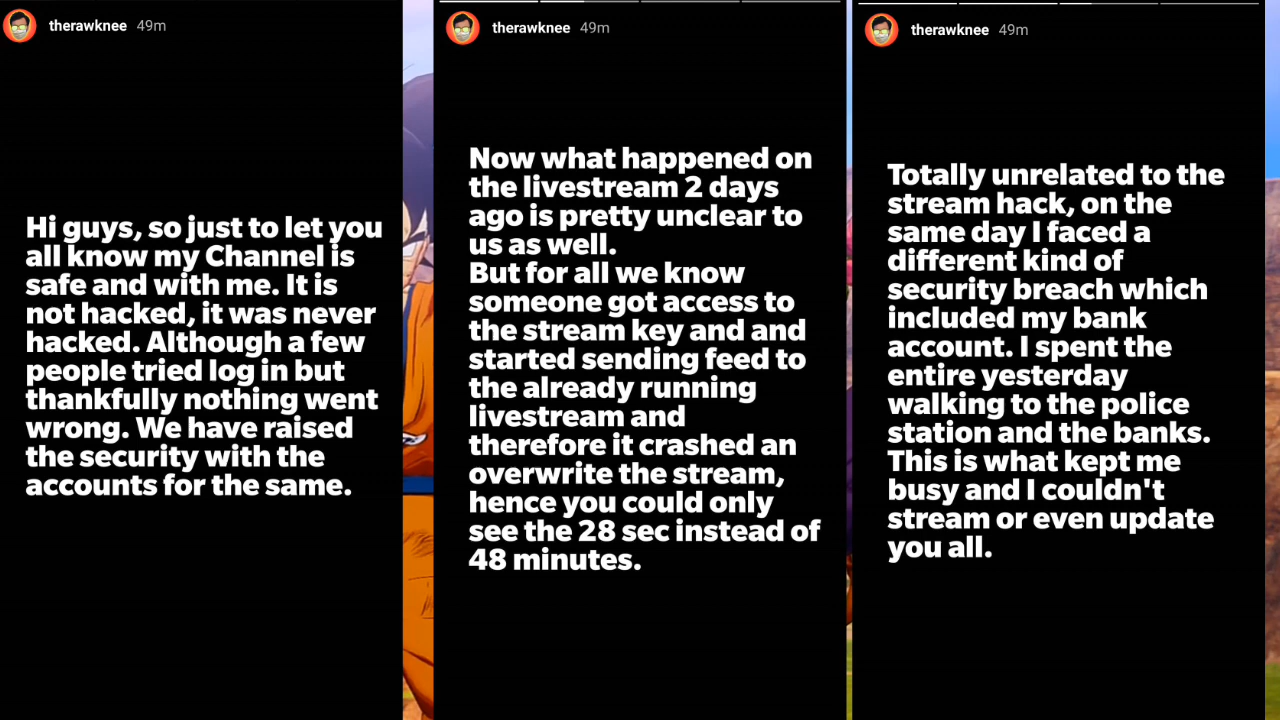 therawknee 49m
Hi guys, so just to let you
all know my Channel is
safe and with me. It is
not hacked, it was never
hacked. Although a few
people tried log in but
thankfully nothing went
wrong. We have raised
the security with the
accounts for the same.
therawknee 49m
Now what happened on
the livestream 2 days
ago is pretty unclear to
us as well.
But for all we know
someone got access to
the stream key and and
started sending feed to
the already running
livestream and
therefore it crashed an
overwrite the stream,
hence you could only
see the 28 sec instead of
48 minutes.
therawknee 49m
Totally unrelated to the
stream hack, on the
same day I faced a
different kind of
security breach which
included my bank
account. I spent the
entire yesterday
walking to the police
station and the banks.
This is what kept me
busy and I couldn't
stream or even update
you all.